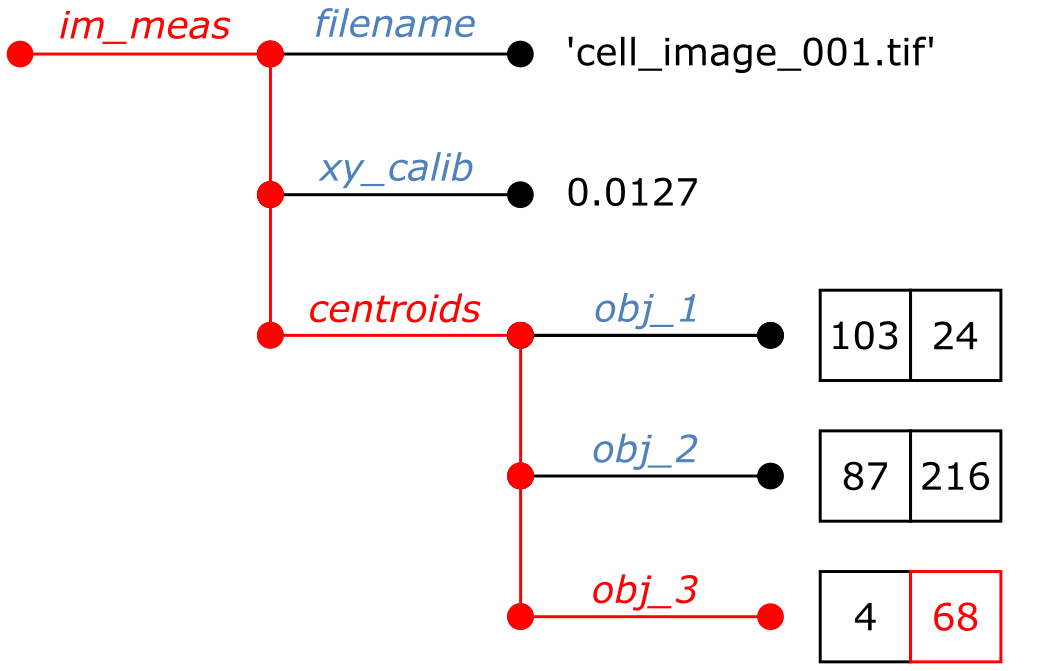 im_meas filename 'cell_image_001.tif'
xy_calib 0.0127
centroids obj_1 103 24
obj_2 87 216
obj_3 4 68